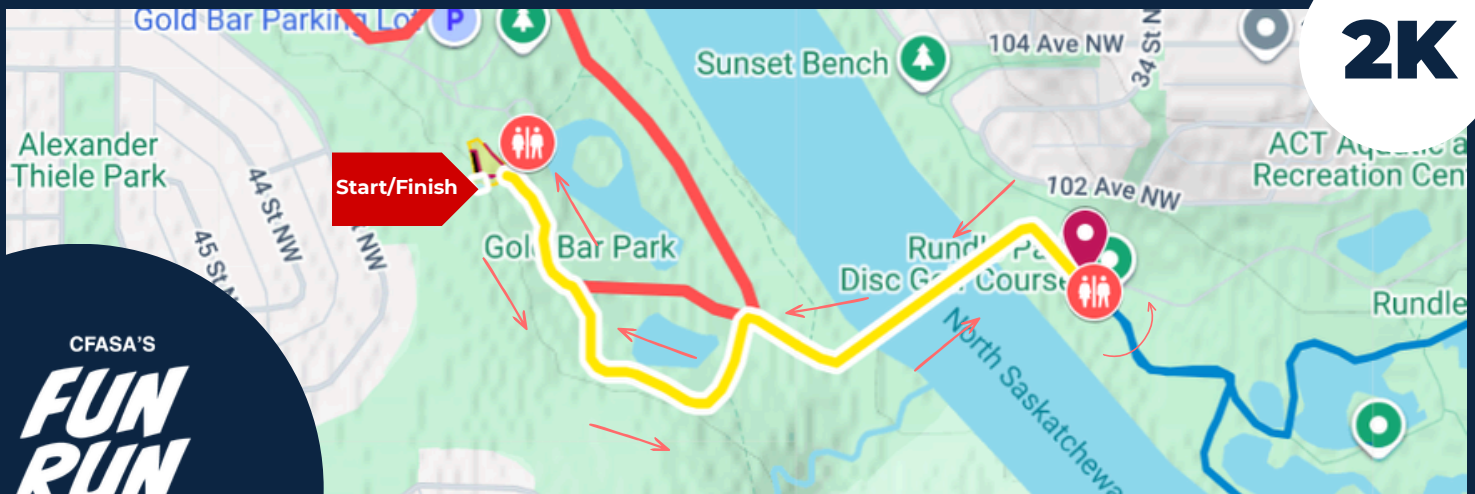 Gold Bar Parking Lot
P
2K
104 Ave NW
34 St N
Sunset Bench
Alexander
Thiele Park
ACT Aquatic a
Recreation Cen
Start/Finish
44 St NW
NW
102 Ave NW
45 St N
Gold Bar Park
Rundle Pa
Disc Golf Course
Rundle
North Saskatchewa
CFASA'S
FUN
RUN